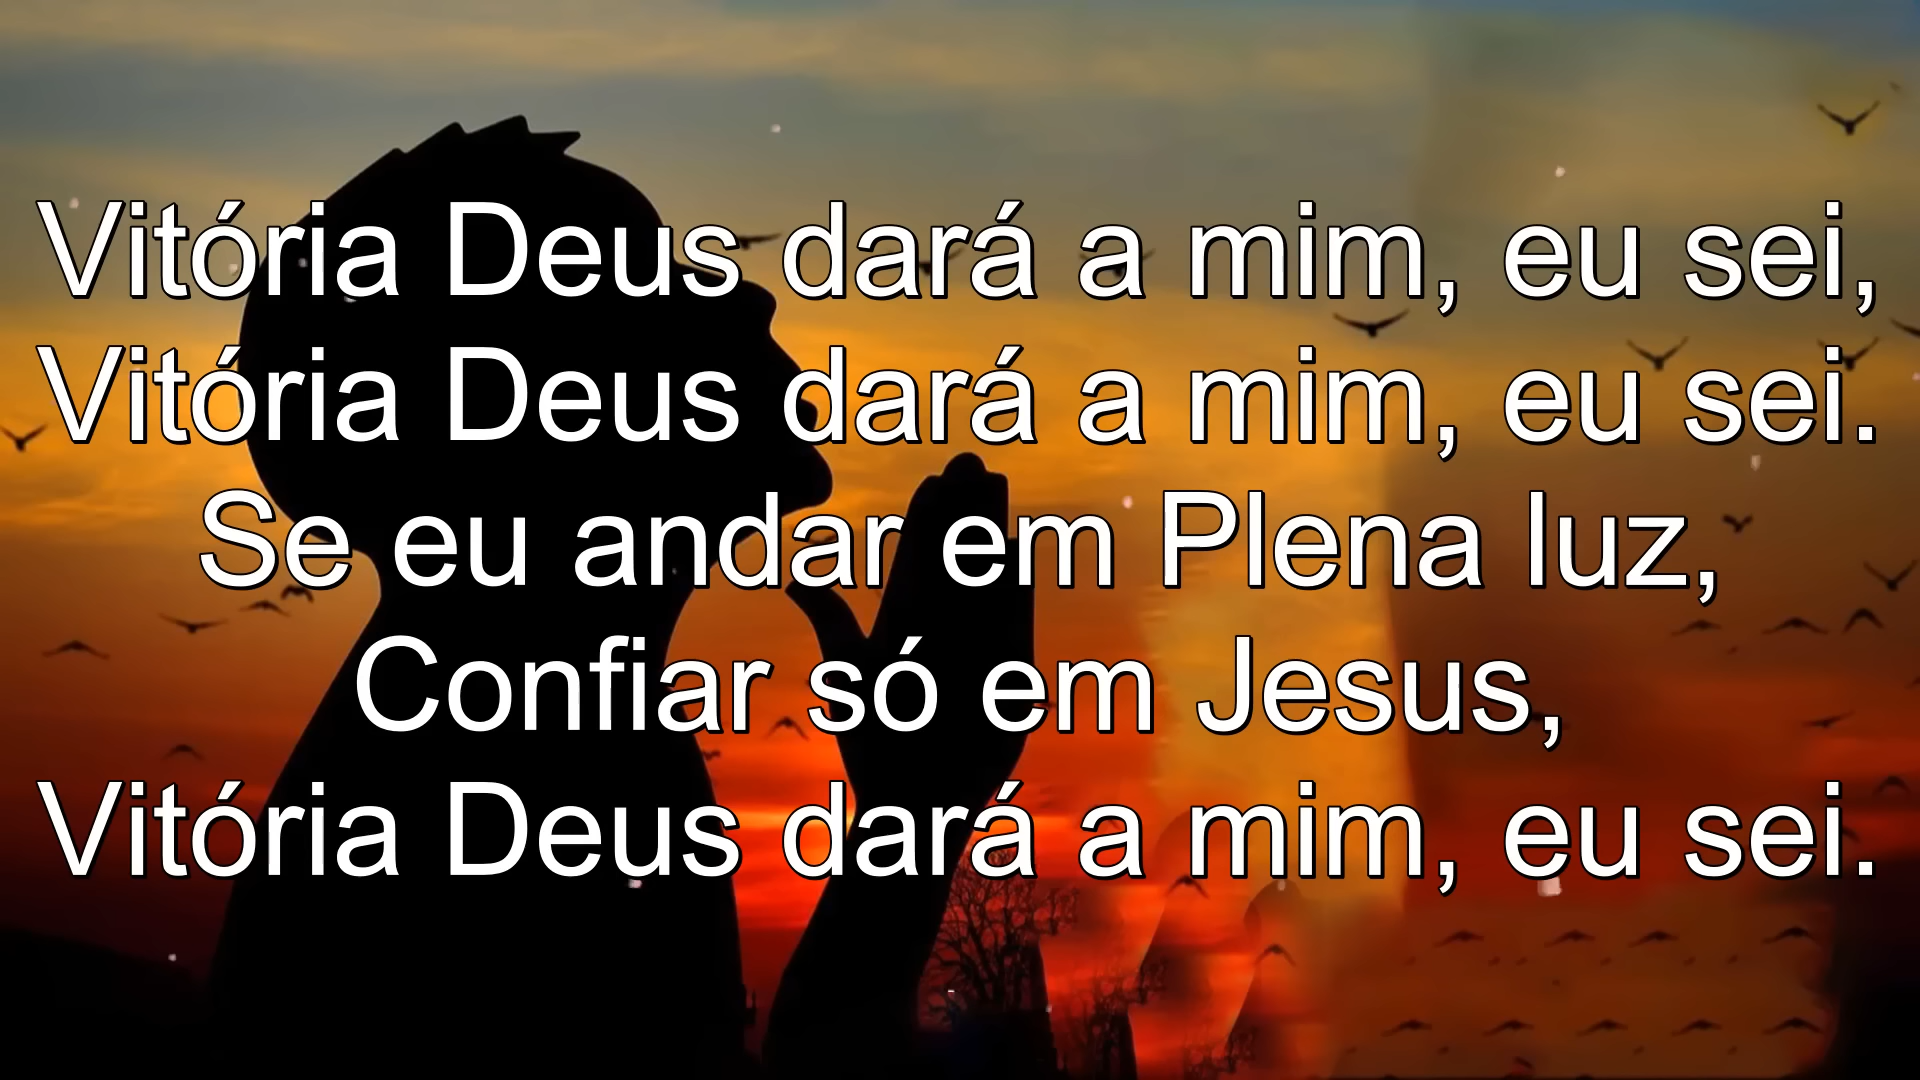 Vitória Deus dará a mim, eu sei,
Vitória Deus dará a mim, eu sei.
Se eu andar em Plena luz,
Confiar só em Jesus,
Vitória Deus dará a mim, eu sei.